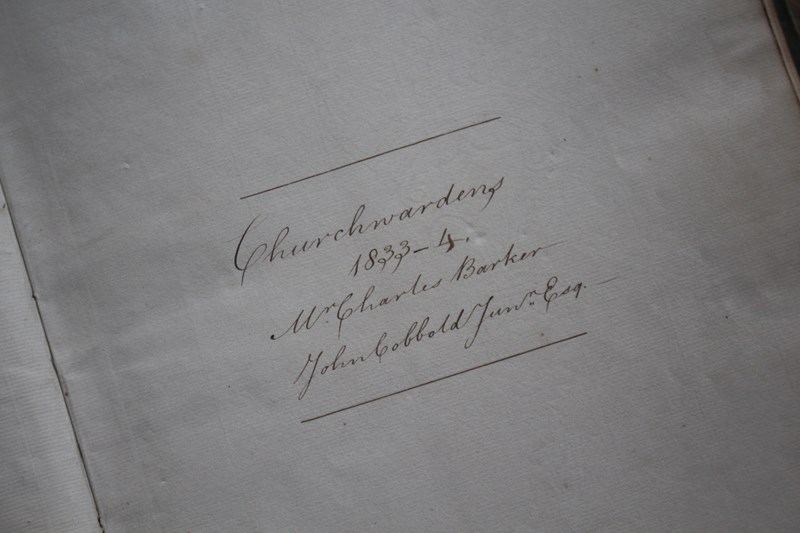 Churchwardens
1833-4.
Mr. Charles Barker
John Cobbold Junr. Esq.